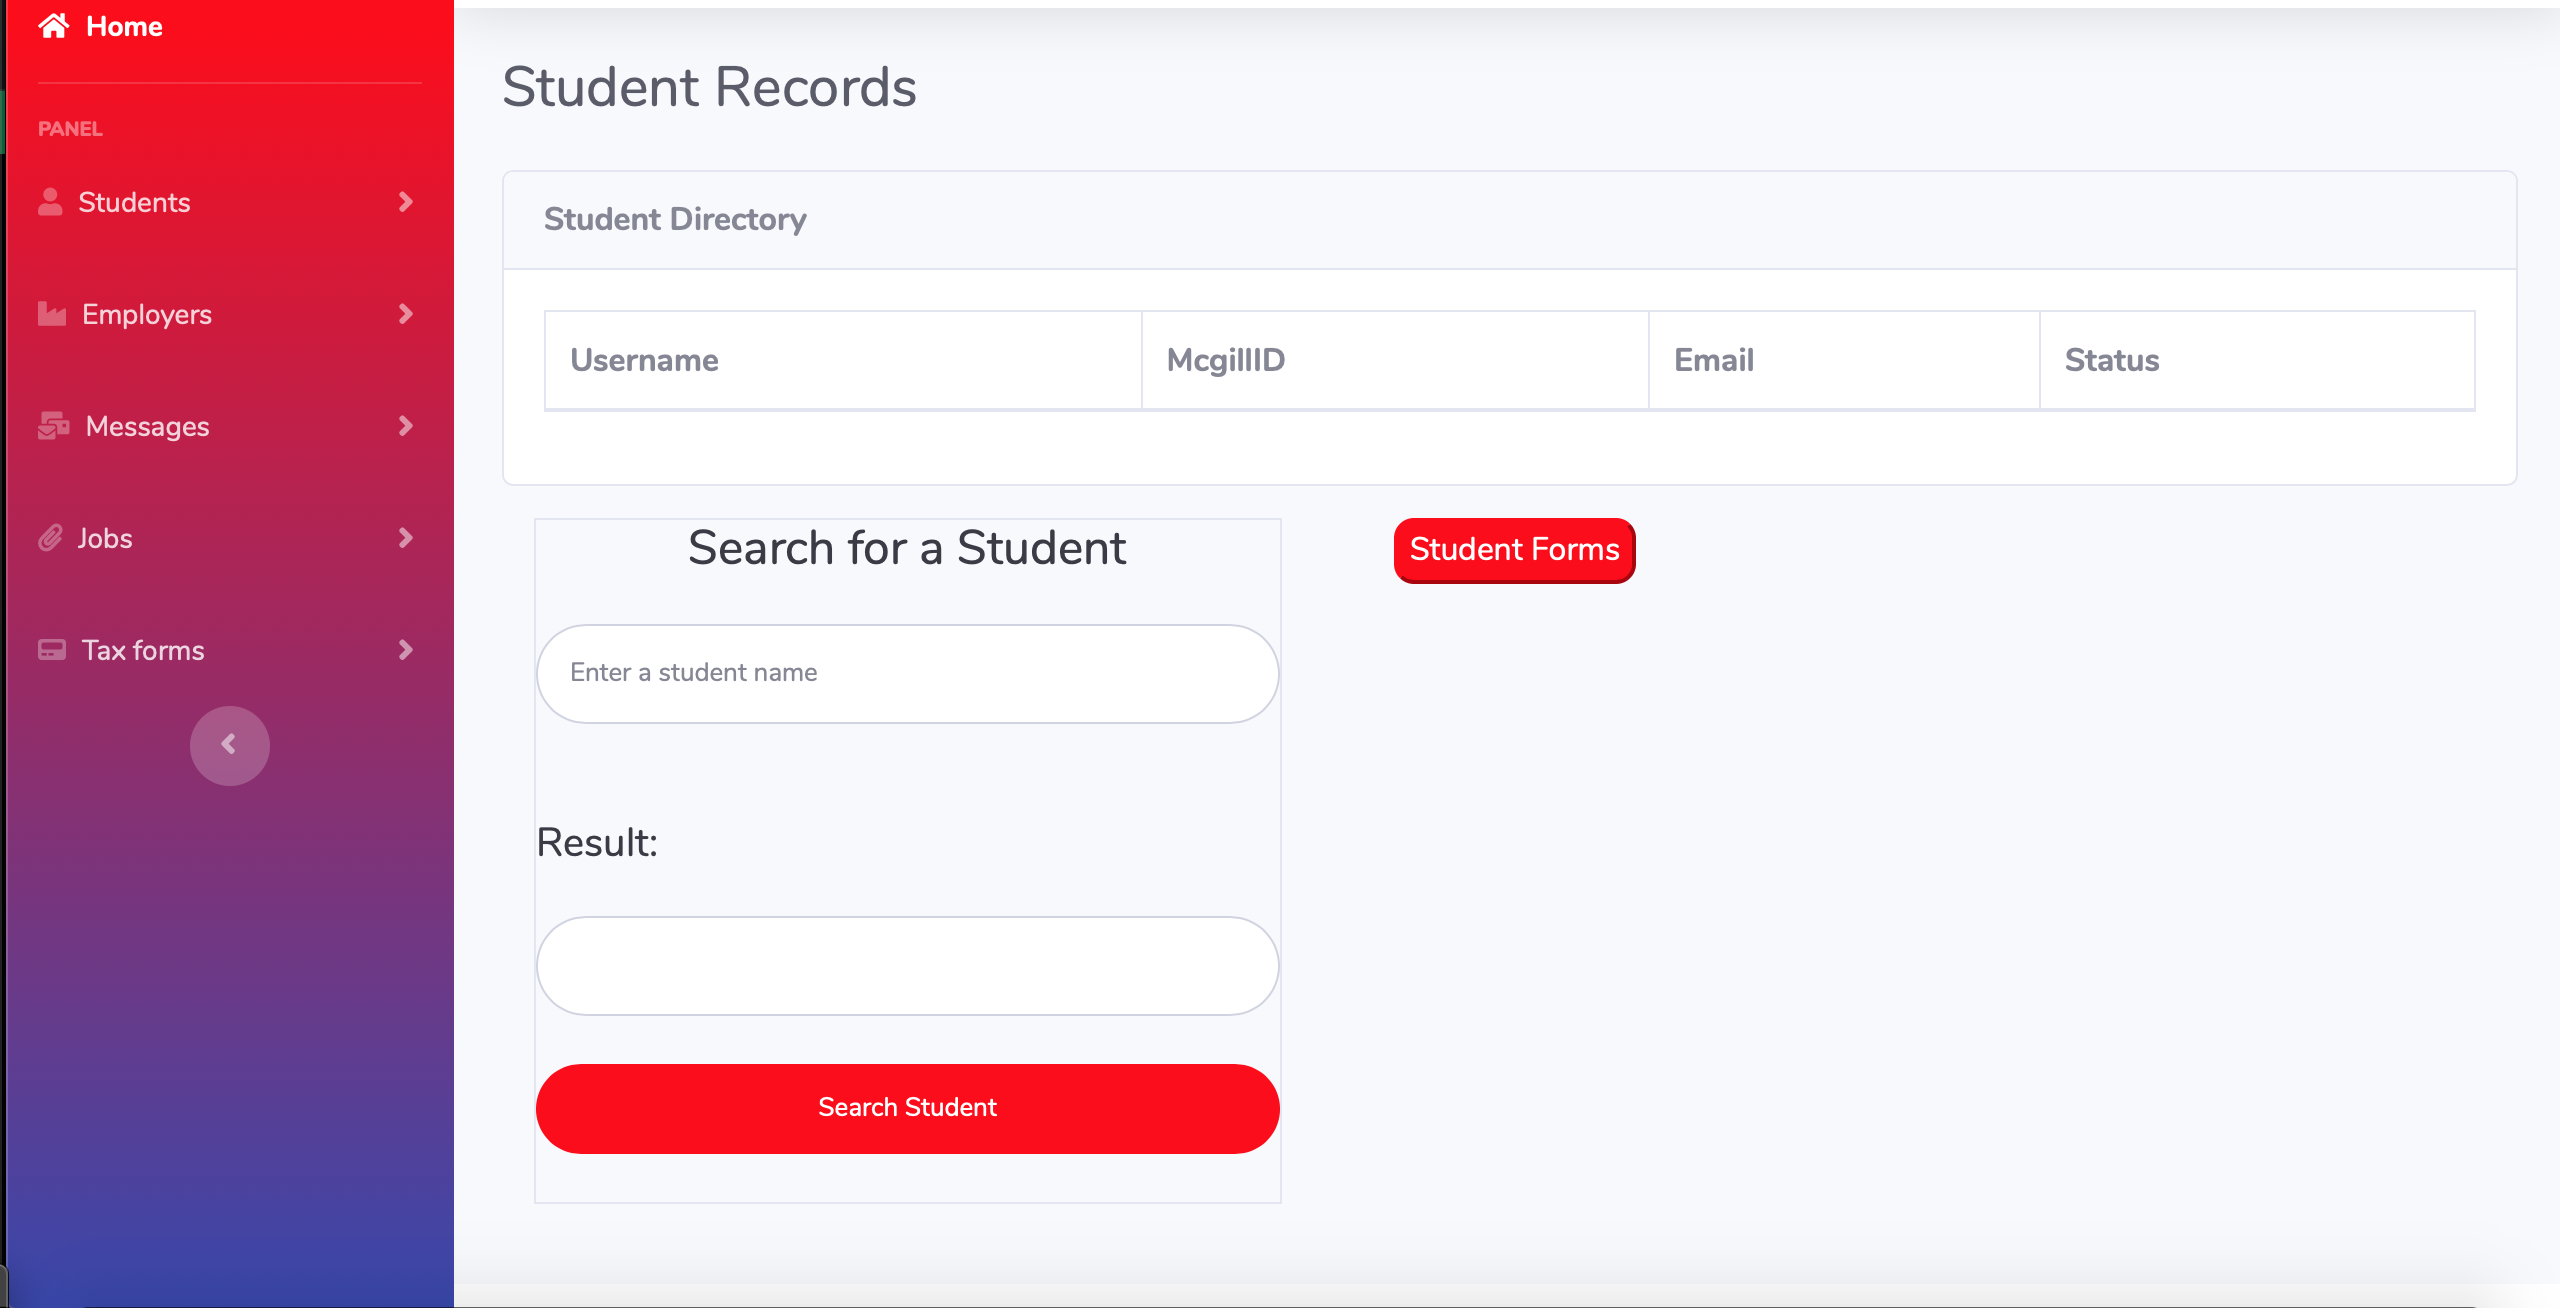 Home
PANEL
Students
Employers
Messages
Jobs
Tax forms
Student Records
Student Directory
Username McgillID Email Status
Search for a Student
Student Forms
Enter a student name
Result:
Search Student